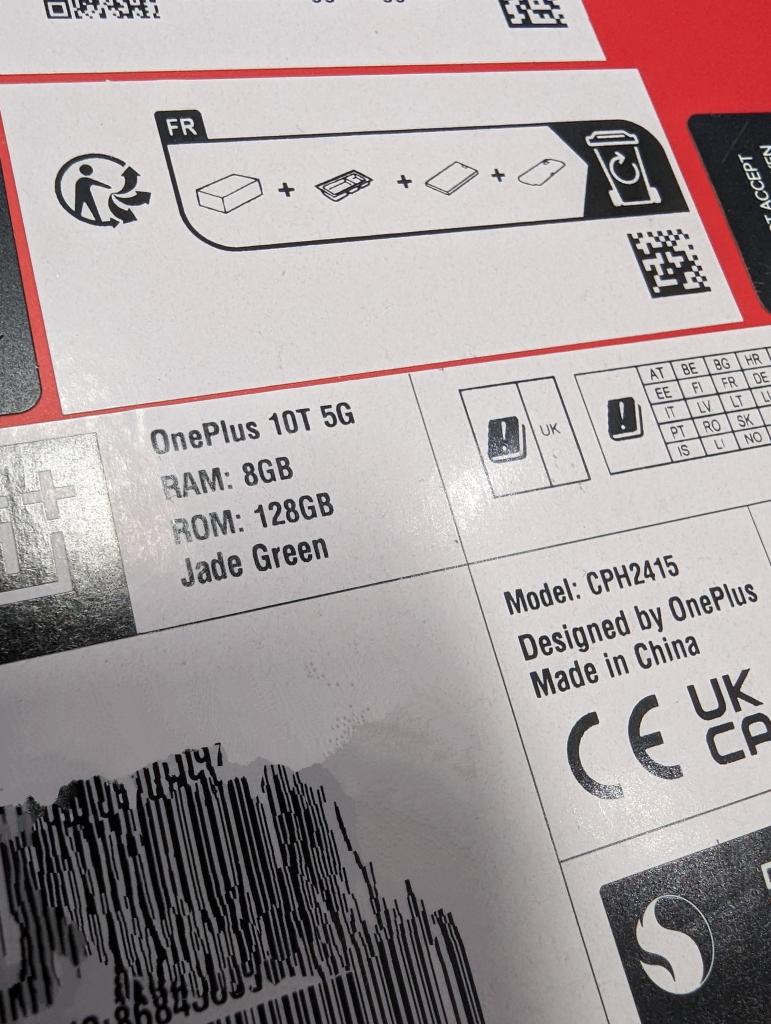 FR
OnePlus 10T 5G
RAM: 8GB
ROM: 128GB
Jade Green
UK
AT BE BG HR
EE FI FR DE
IT LV LT
PT RO SK
IS LI NO
Model: CPH2415
Designed by OnePlus
Made in China
CE UK
CA
ACCEPT